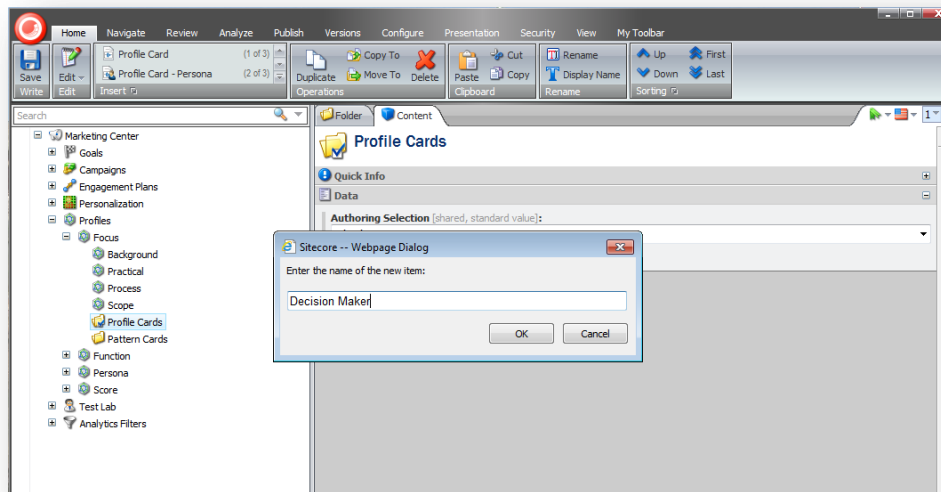 Home Navigate Review Analyze Publish Versions Configure Presentation Security View My Toolbar
Save
Write
Edit
Edit
Profile Card (1 of 3)
Profile Card - Persona (2 of 3)
Insert
Duplicate
Copy To
Move To
Delete
Operations
Paste
Cut
Copy
Clipboard
Rename
Display Name
Rename
Up
Down
First
Last
Sorting
Search
Marketing Center
Goals
Campaigns
Engagement Plans
Personalization
Profiles
Focus
Background
Practical
Process
Scope
Profile Cards
Pattern Cards
Function
Persona
Score
Test Lab
Analytics Filters
Folder Content
1
Profile Cards
Quick Info
Data
Authoring Selection [shared, standard value]:
Sitecore -- Webpage Dialog
Enter the name of the new item:
Decision Maker
OK Cancel